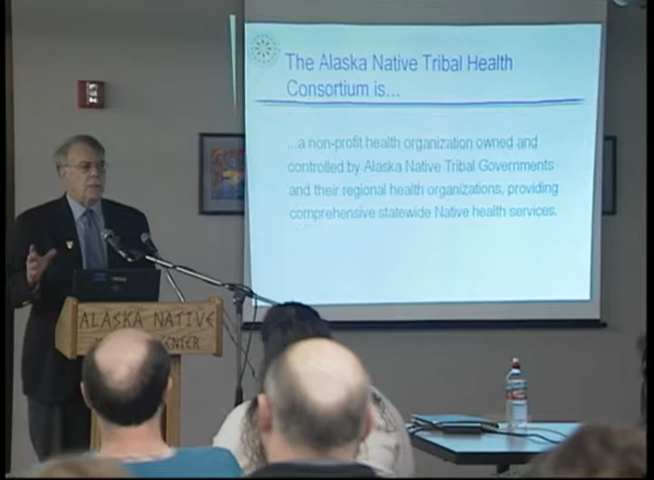 The Alaska Native Tribal Health
Consortium is...
...a non-profit health organization owned and
controlled by Alaska Native Tribal Governments
and their regional health organizations, providing
comprehensive statewide Native health services.
ALASKA NATIVE
CENTER